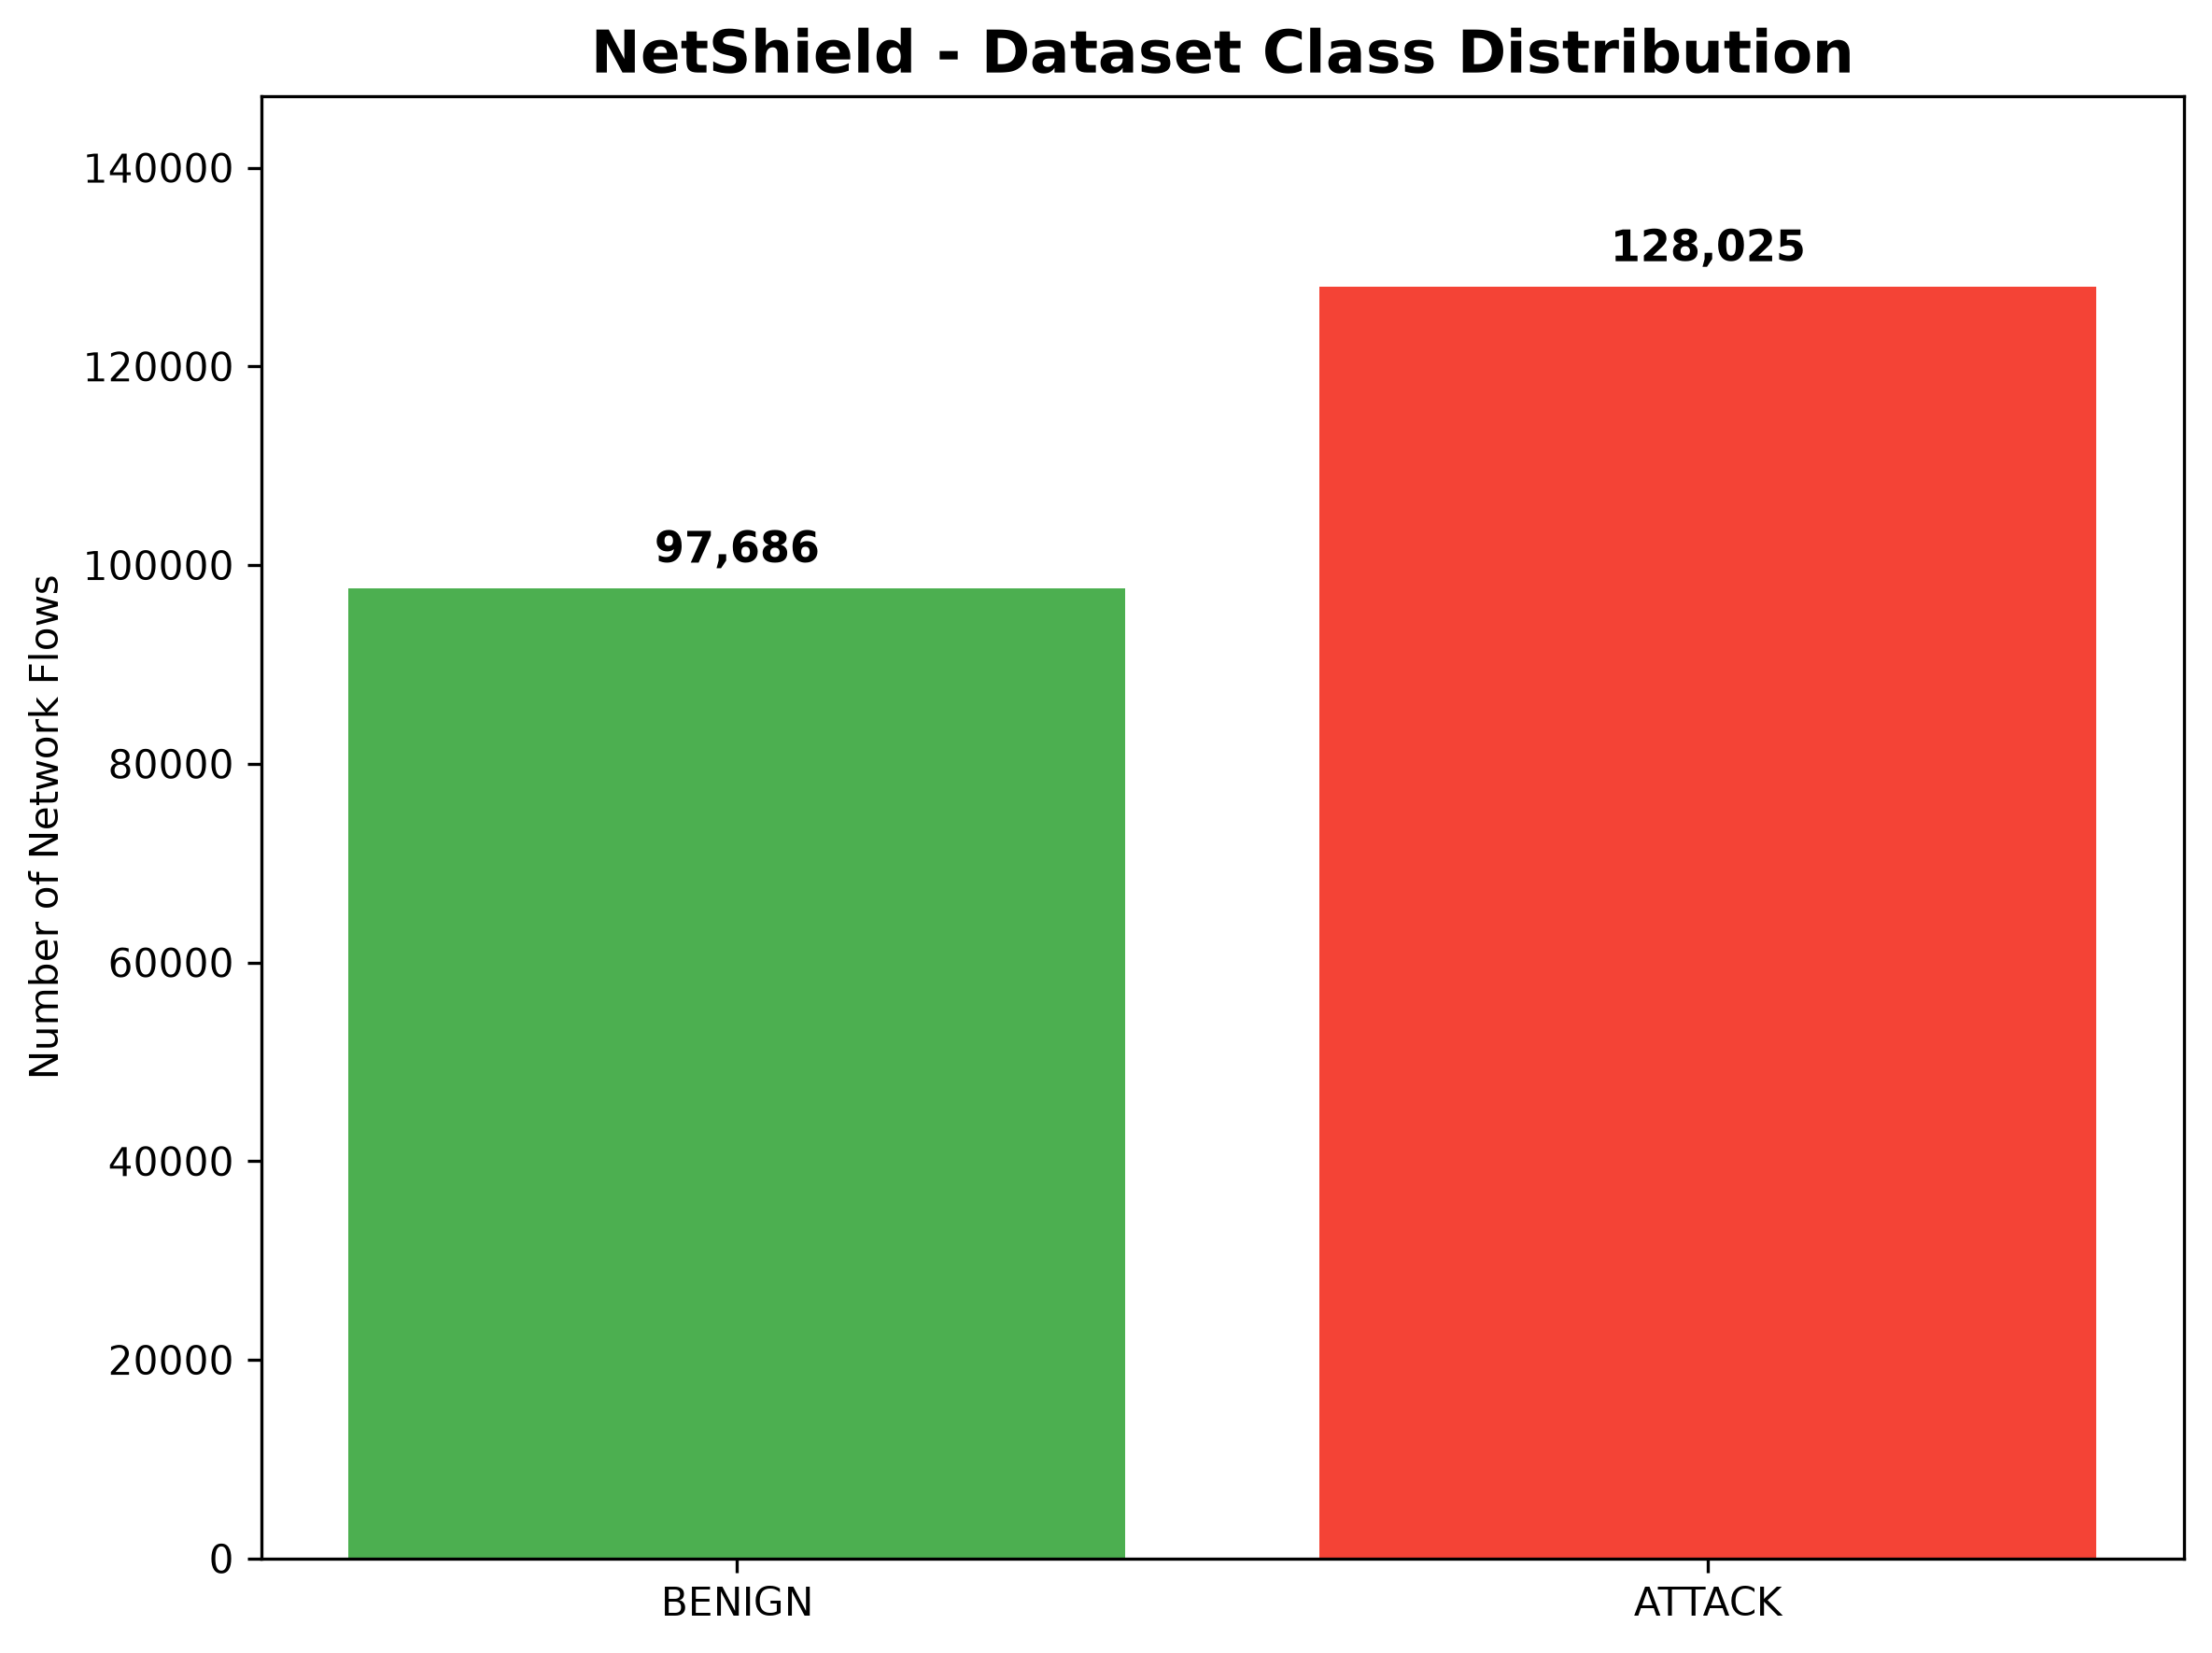 NetShield - Dataset Class Distribution
Number of Network Flows
140000
120000
100000
80000
60000
40000
20000
0
97,686
128,025
BENIGN
ATTACK